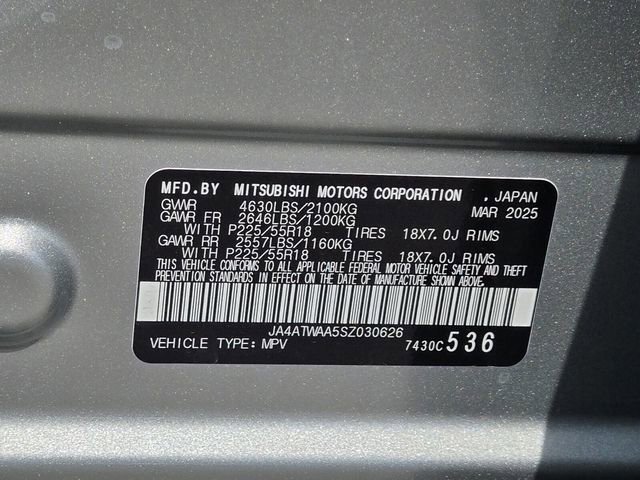 MFD.BY MITSUBISHI MOTORS CORPORATION , JAPAN
GVWR 4630LBS/2100KG MAR 2025
GAWR FR 2646LBS/1200KG
WITH P225/55R18 TIRES 18X7.0J RIMS
GAWR RR 2557LBS/1160KG
WITH P225/55R18 TIRES 18X7.0J RIMS
THIS VEHICLE CONFORMS TO ALL APPLICABLE FEDERAL MOTOR VEHICLE SAFETY AND THEFT
PREVENTION STANDARDS IN EFFECT ON THE DATE OF MANUFACTURE SHOWN ABOVE.
JA4ATWAA5SZ030626
VEHICLE TYPE: MPV 7430C 536